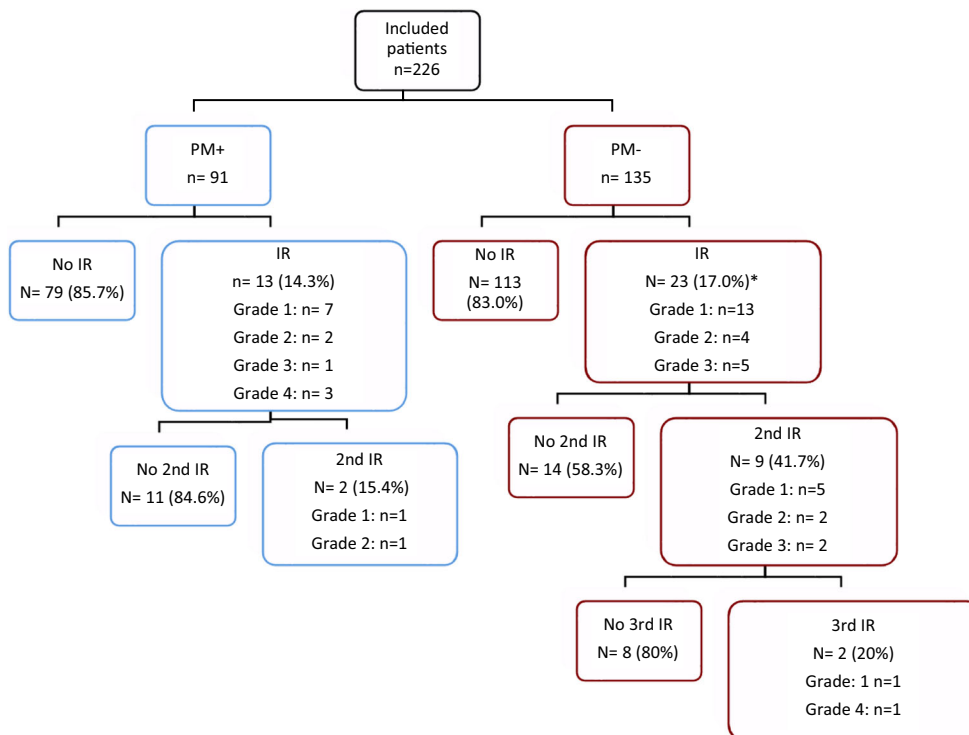 Included
patients
n=226
PM+
n= 91
PM-
n= 135
No IR
N= 79 (85.7%)
IR
n= 13 (14.3%)
Grade 1: n= 7
Grade 2: n= 2
Grade 3: n= 1
Grade 4: n= 3
No IR
N= 113
(83.0%)
IR
N= 23 (17.0%)*
Grade 1: n=13
Grade 2: n=4
Grade 3: n=5
No 2nd IR
N= 11 (84.6%)
2nd IR
N= 2 (15.4%)
Grade 1: n=1
Grade 2: n=1
No 2nd IR
N= 14 (58.3%)
2nd IR
N= 9 (41.7%)
Grade 1: n=5
Grade 2: n= 2
Grade 3: n= 2
No 3rd IR
N= 8 (80%)
3rd IR
N= 2 (20%)
Grade: 1 n=1
Grade 4: n=1